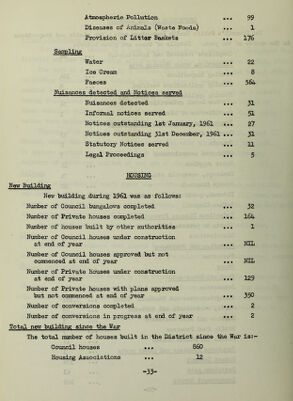 Atmospheric Pollution ... 99
Diseases of Animals (Waste Foods) ... 1
Provision of Litter Baskets ... 176
Sampling
Water ... 22
Ice Cream ... 8
Faeces ... 564
Nuisances detected and Notices served
Nuisances detected ... 31
Informal notices served ... 51
Notices outstanding 1st January, 1961 ... 27
Notices outstanding 31st December, 1961 ... 31
Statutory Notices served ... 11
Legal Proceedings ... 5
HOUSING
New Building
New building during 1961 was as follows:
Number of Council bungalows completed ... 32
Number of Private houses completed ... 164
Number of houses built by other authorities ... 1
Number of Council houses under construction
at end of year ... NIL
Number of Council houses approved but not
commenced at end of year ... NIL
Number of Private houses under construction
at end of year ... 129
Number of Private houses with plans approved
but not commenced at end of year ... 350
Number of conversions completed ... 2
Number of conversions in progress at end of year ... 2
Total new building since the War
The total number of houses built in the District since the War is:-
Council houses ... 860
Housing Associations ... 12
-33-